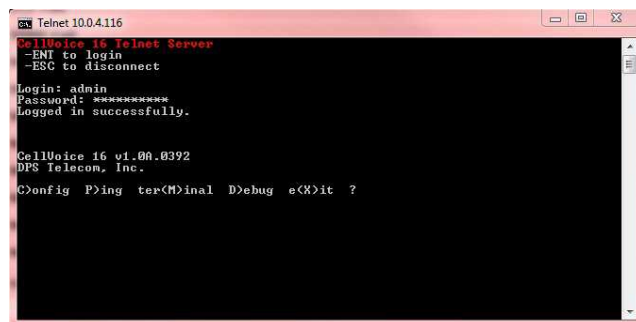 Telnet 10.0.4.116
CellVoice 16 Telnet Server
-ENT to login
-ESC to disconnect
Login: admin
Password: **********
Logged in successfully.
CellVoice 16 v1.0A.0392
DPS Telecom, Inc.
C)onfig P)ing ter(M)inal D)ebug e(X)it ?